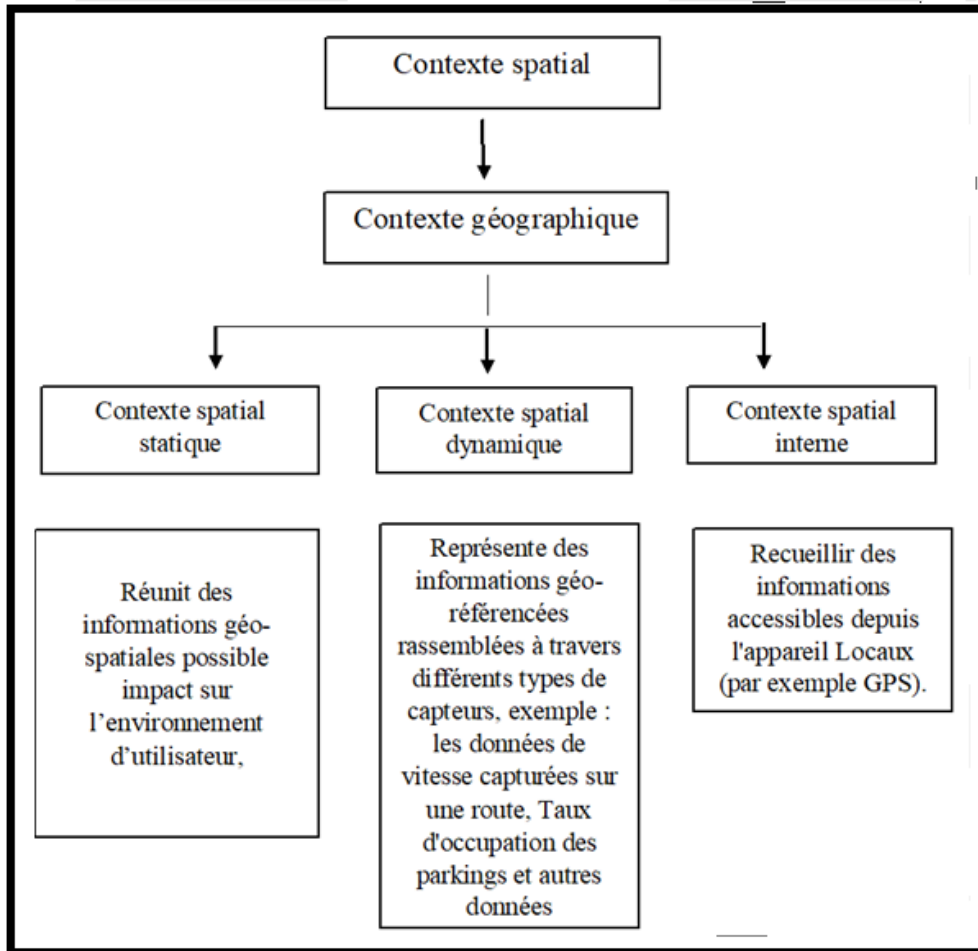 Contexte spatial
Contexte géographique
Contexte spatial
statique
Contexte spatial
dynamique
Contexte spatial
interne
Réunit des
informations géo-
spatiales possible
impact sur
l’environnement
d’utilisateur,
Représente des
informations géo-
référencées
rassemblées à travers
différents types de
capteurs, exemple :
les données de
vitesse capturées sur
une route, Taux
d'occupation des
parkings et autres
données
Recueillir des
informations
accessibles depuis
l'appareil Locaux
(par exemple GPS).